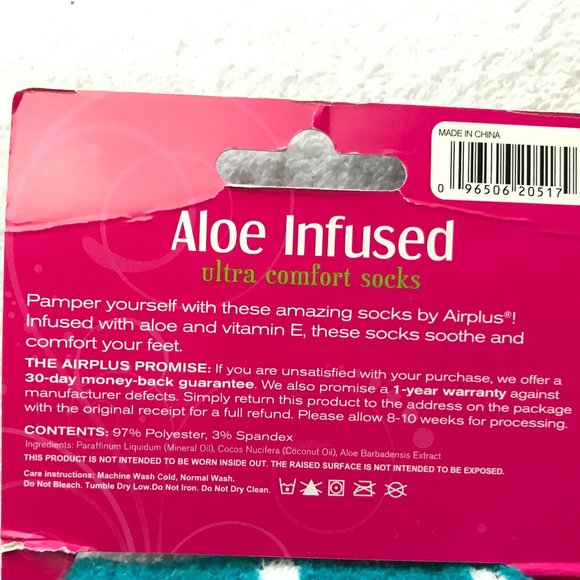 MADE IN CHINA
0 96506 20517
Aloe Infused
ultra comfort socks
Pamper yourself with these amazing socks by Airplus®!
Infused with aloe and vitamin E, these socks soothe and
comfort your feet.
THE AIRPLUS PROMISE: If you are unsatisfied with your purchase, we offer a
30-day money-back guarantee. We also promise a 1-year warranty against
manufacturer defects. Simply return this product to the address on the package
with the original receipt for a full refund. Please allow 8-10 weeks for processing.
CONTENTS: 97% Polyester, 3% Spandex
Ingredients: Paraffinum Liquidum (Mineral Oil), Cocos Nucifera (Coconut Oil), Aloe Barbadensis Extract
THIS PRODUCT IS NOT INTENDED TO BE WORN INSIDE OUT. THE RAISED SURFACE IS NOT INTENDED TO BE EXPOSED.
Care instructions: Machine Wash Cold, Normal Wash.
Do Not Bleach. Tumble Dry Low.Do Not Iron. Do Not Dry Clean.